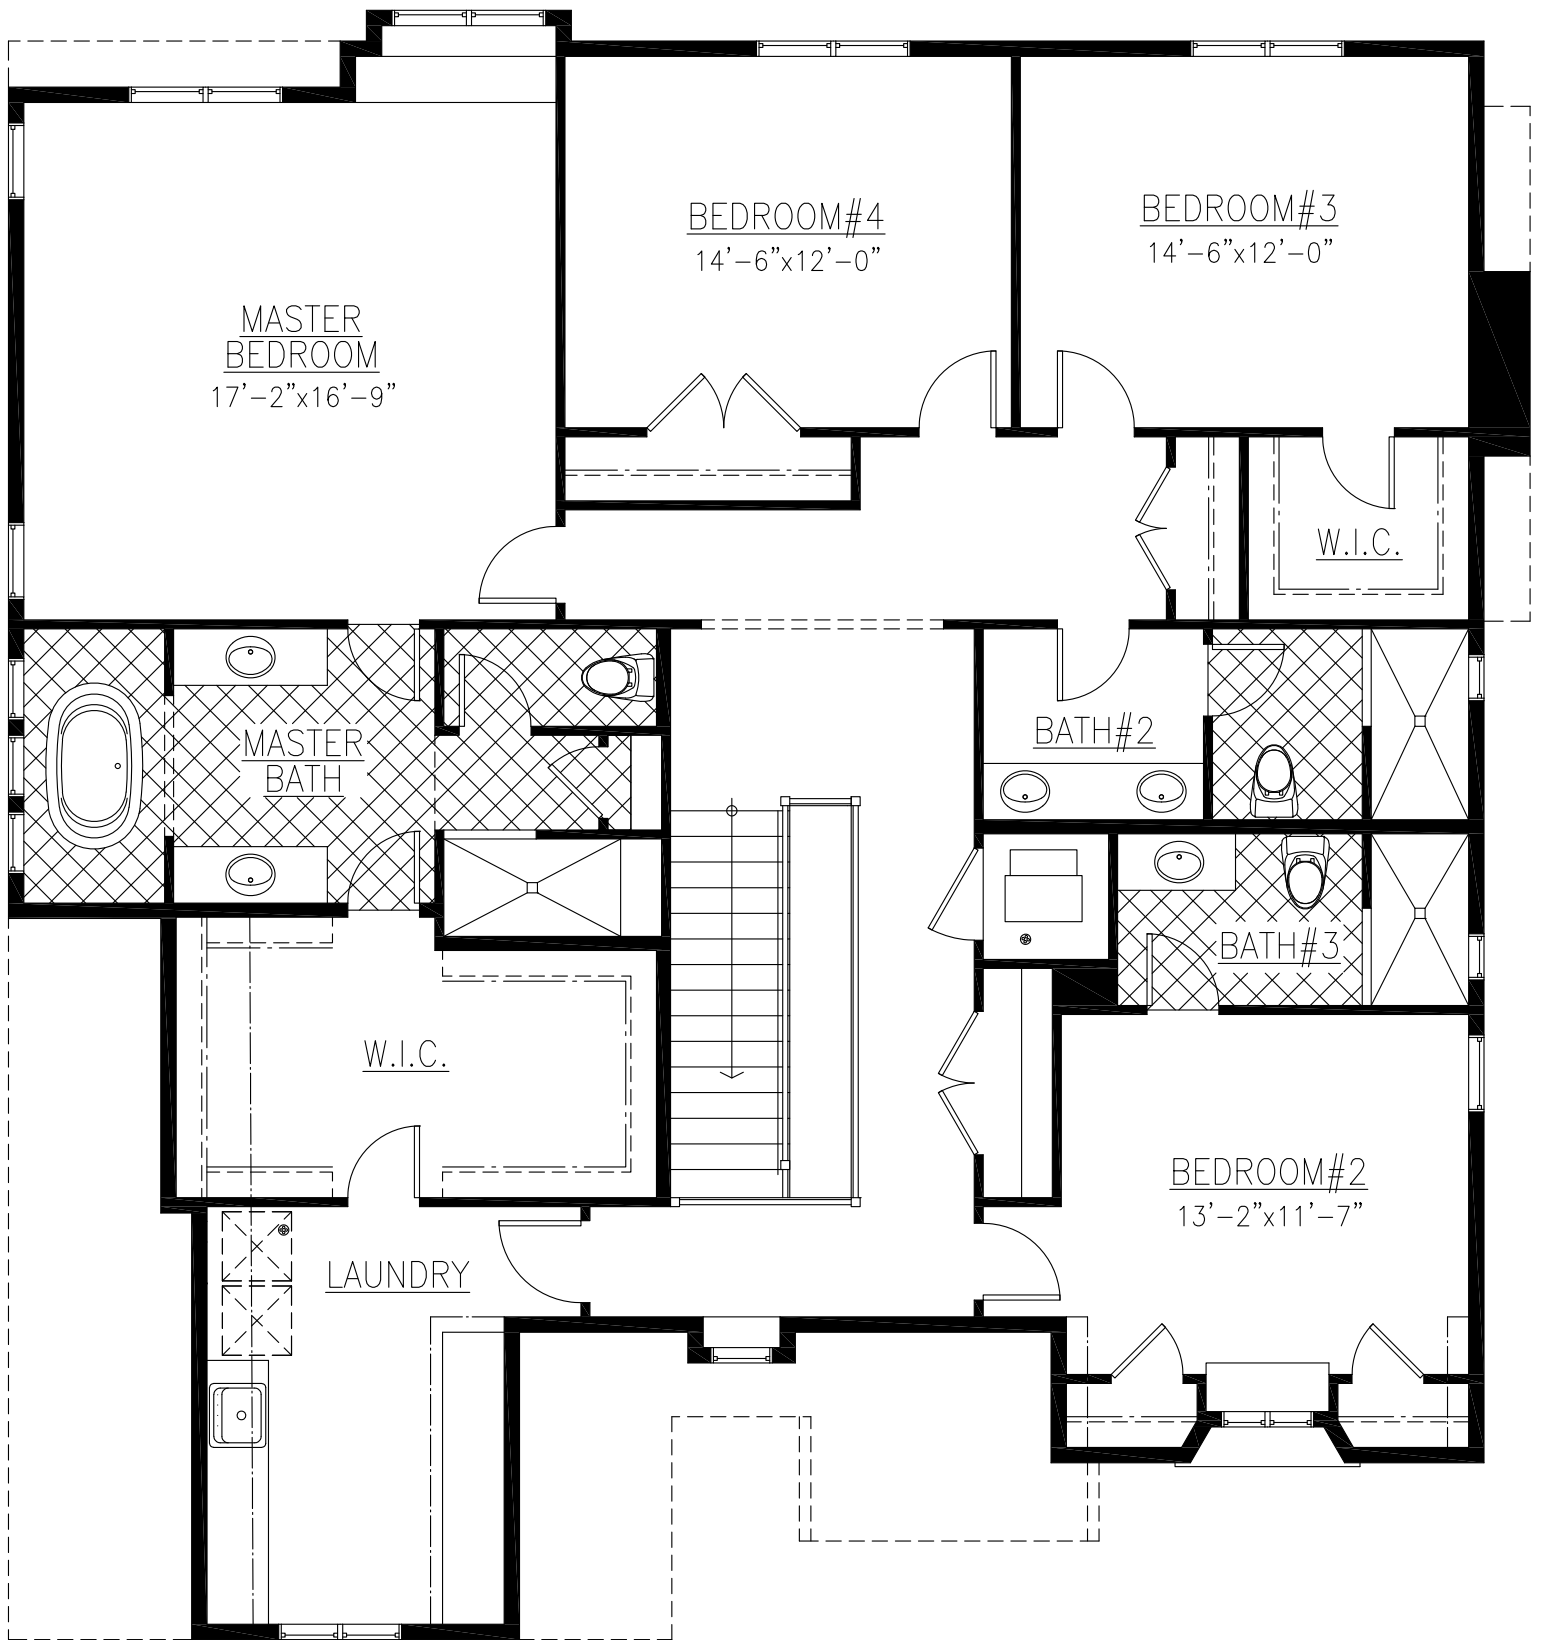 BEDROOM#4
14'-6"x12'-0"
BEDROOM#3
14'-6"x12'-0"
MASTER
BEDROOM
17'-2"x16'-9"
W.I.C.
MASTER
BATH
BATH#2
BATH#3
W.I.C.
BEDROOM#2
13'-2"x11'-7"
LAUNDRY